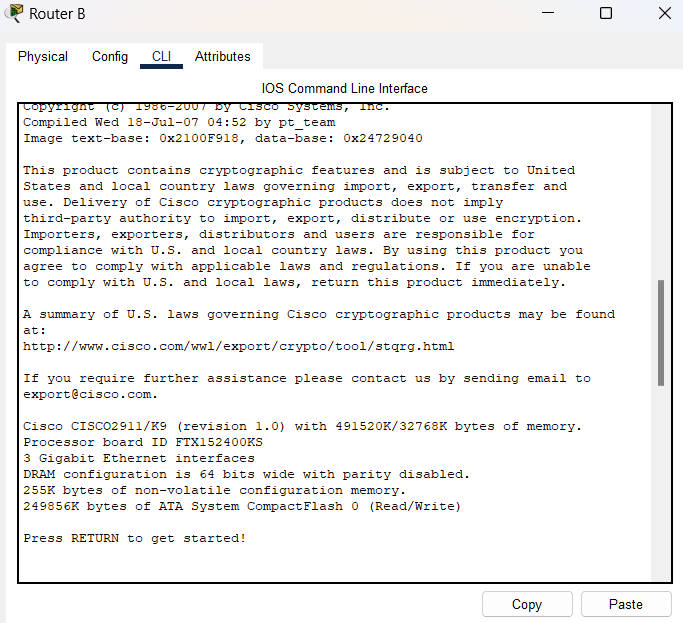 Router B
Physical Config CLI Attributes
IOS Command Line Interface
Copyright (c) 1986-2007 by Cisco Systems, Inc.
Compiled Wed 18-Jul-07 04:52 by pt_team
Image text-base: 0x2100F918, data-base: 0x24729040
This product contains cryptographic features and is subject to United
States and local country laws governing import, export, transfer and
use. Delivery of Cisco cryptographic products does not imply
third-party authority to import, export, distribute or use encryption.
Importers, exporters, distributors and users are responsible for
compliance with U.S. and local country laws. By using this product you
agree to comply with applicable laws and regulations. If you are unable
to comply with U.S. and local laws, return this product immediately.
A summary of U.S. laws governing Cisco cryptographic products may be found
at:
http://www.cisco.com/wwl/export/crypto/tool/stqrg.html
If you require further assistance please contact us by sending email to
export@cisco.com.
Cisco CISCO2911/K9 (revision 1.0) with 491520K/32768K bytes of memory.
Processor board ID FTX152400KS
3 Gigabit Ethernet interfaces
DRAM configuration is 64 bits wide with parity disabled.
255K bytes of non-volatile configuration memory.
249856K bytes of ATA System CompactFlash 0 (Read/Write)
Press RETURN to get started!
Copy Paste